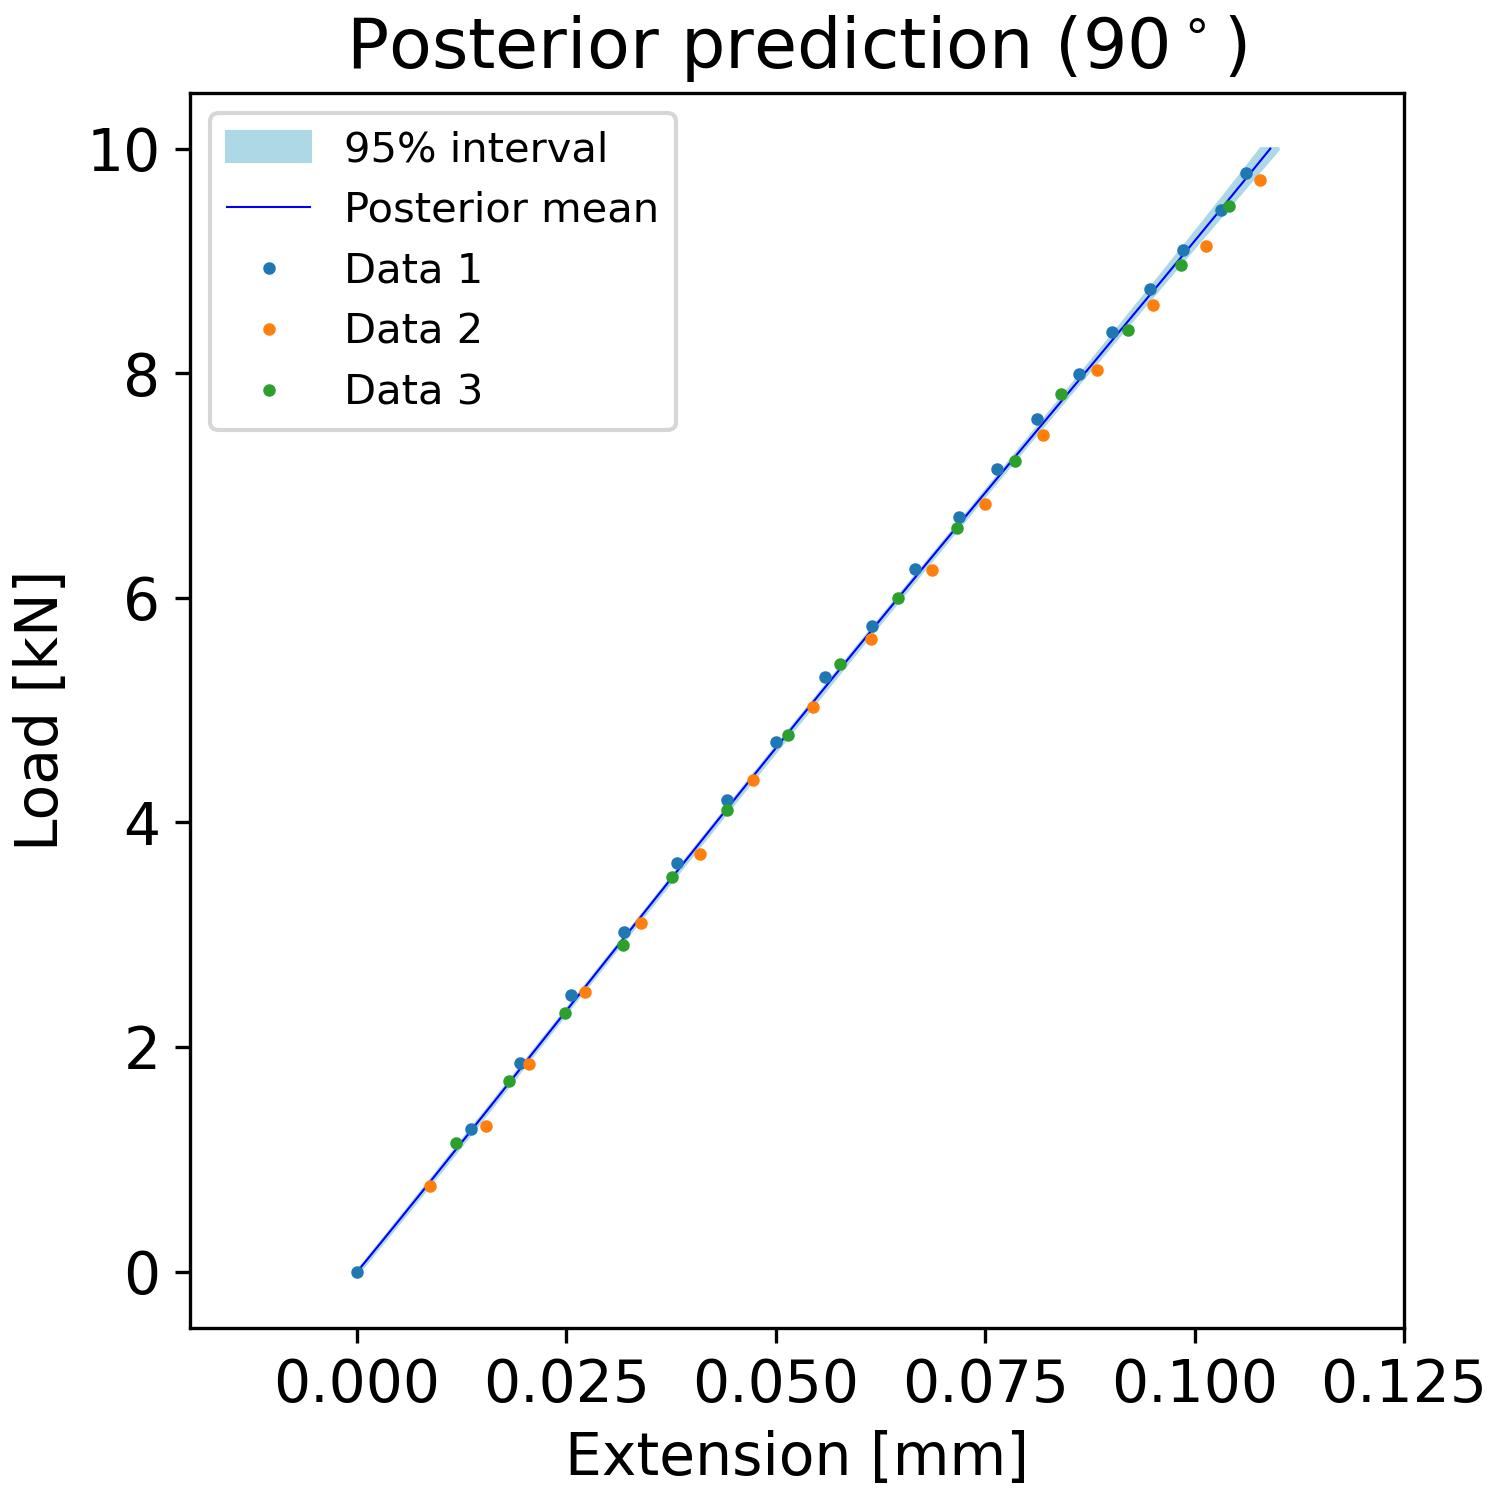 Posterior prediction (90°)
95% interval
Posterior mean
Data 1
Data 2
Data 3
10
8
6
4
2
0
Load [kN]
0.000 0.025 0.050 0.075 0.100 0.125
Extension [mm]